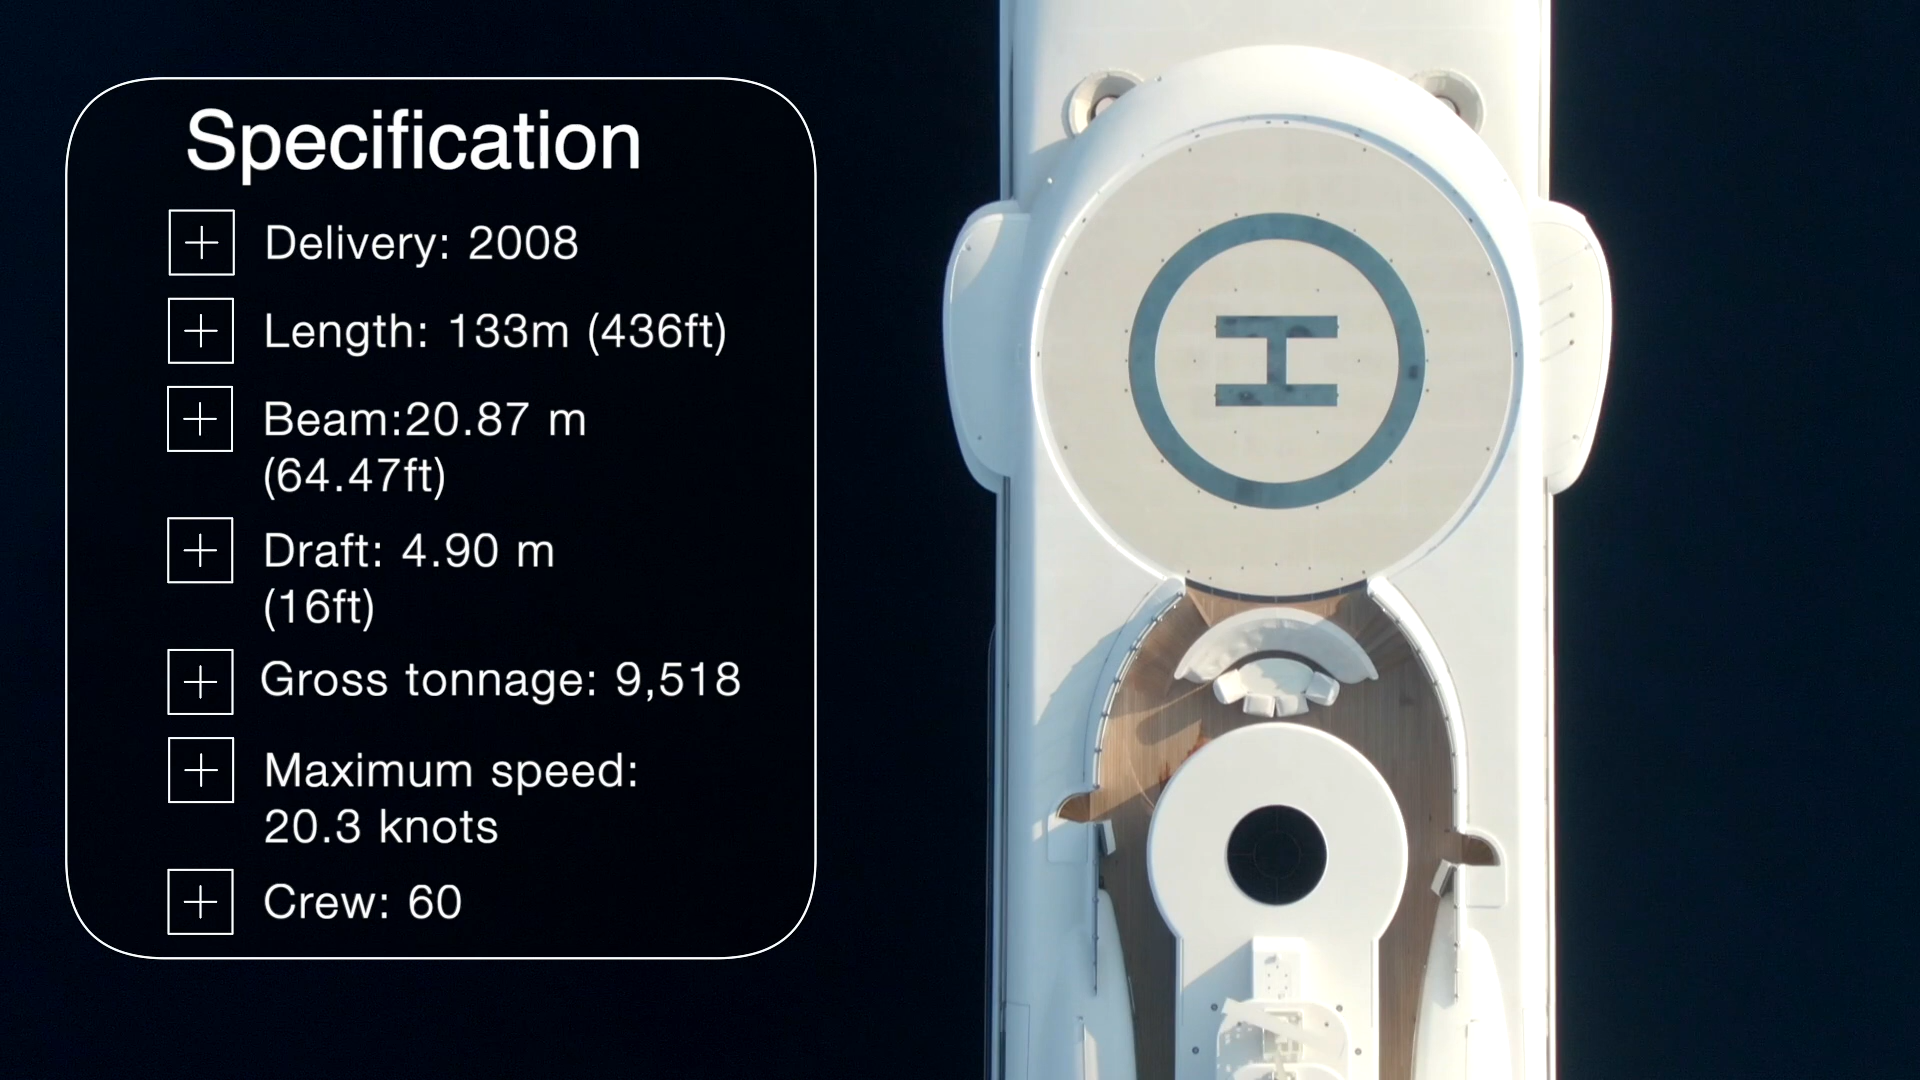 Specification
Delivery: 2008
Length: 133m (436ft)
Beam:20.87 m
(64.47ft)
Draft: 4.90 m
(16ft)
Gross tonnage: 9,518
Maximum speed:
20.3 knots
Crew: 60
H